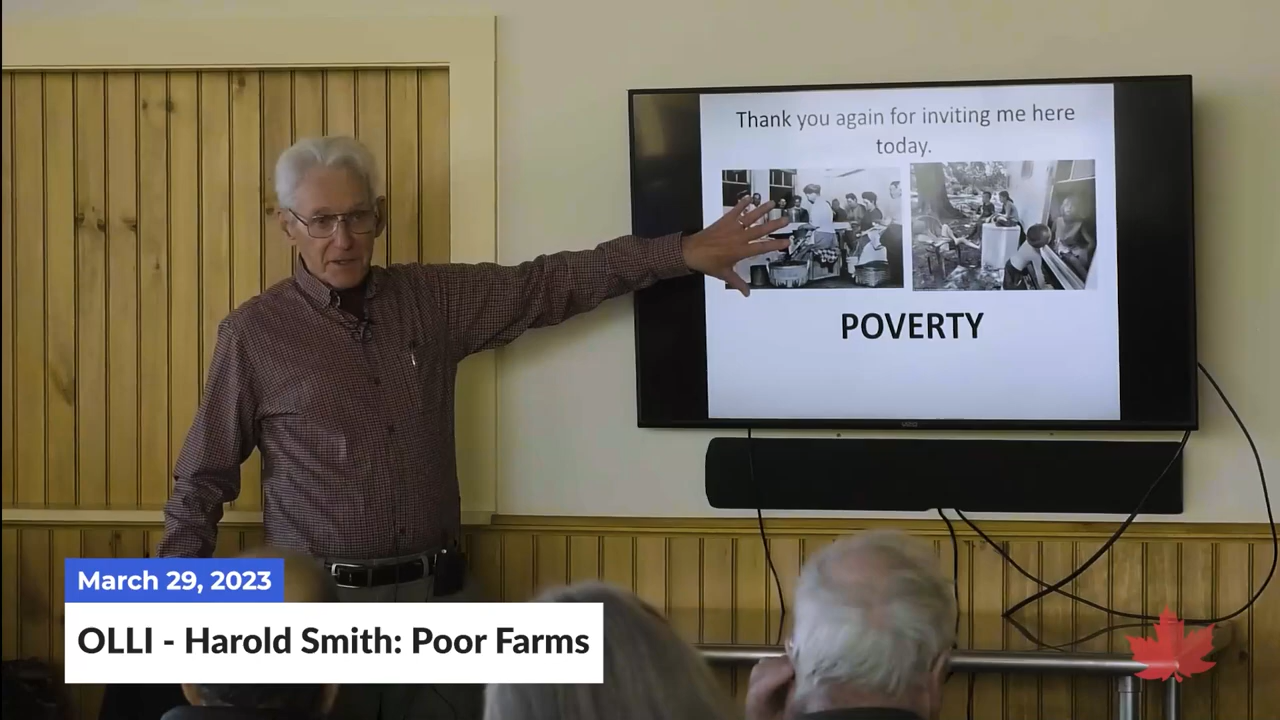 Thank you again for inviting me here
today.
POVERTY
March 29, 2023
OLLI - Harold Smith: Poor Farms